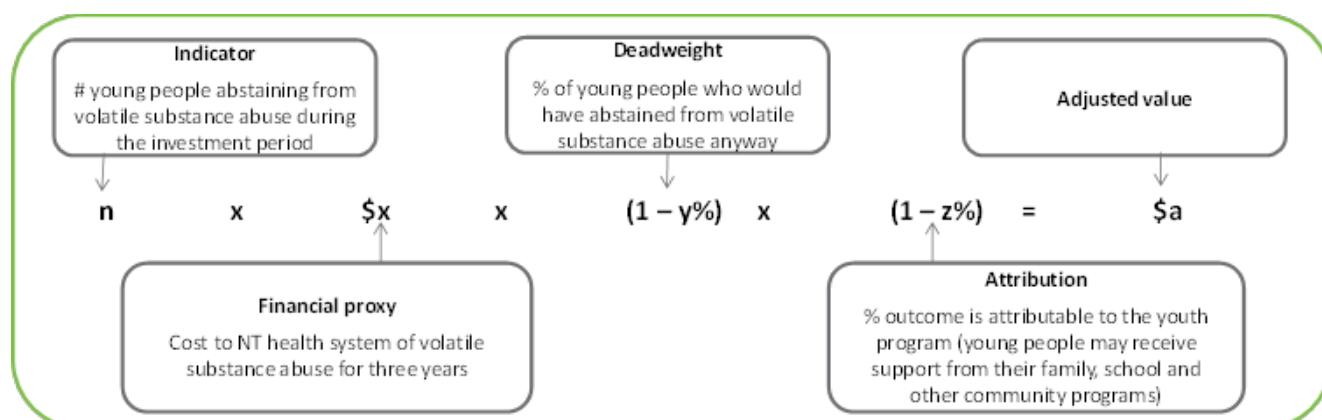 Indicator
# young people abstaining from
volatile substance abuse during
the investment period
Deadweight
% of young people who would
have abstained from volatile
substance abuse anyway
Adjusted value
n x $x x (1 – y%) x (1 – z%) = $a
Financial proxy
Cost to NT health system of volatile
substance abuse for three years
Attribution
% outcome is attributable to the youth
program (young people may receive
support from their family, school and
other community programs)